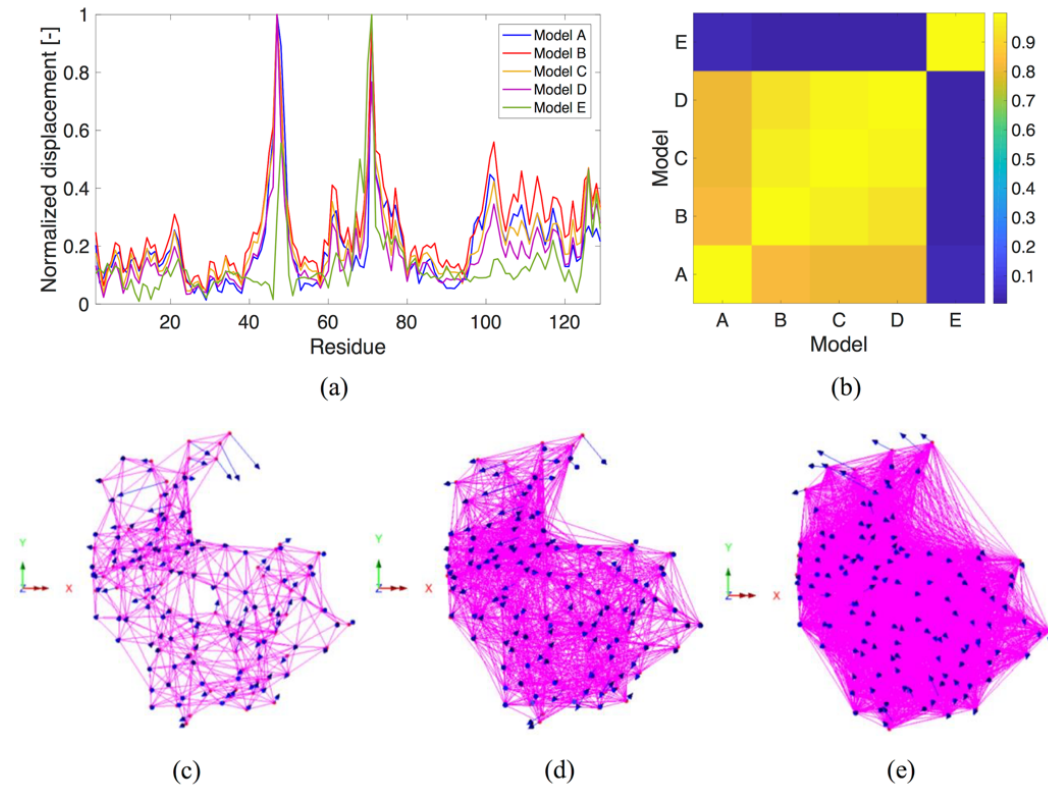 Normalized displacement [-]
1
0.8
0.6
0.4
0.2
0
20
40
60
80
100
120
Residue
Model A
Model B
Model C
Model D
Model E
(a)
Model
E
D
C
B
A
A B C D E
Model
0.9
0.8
0.7
0.6
0.5
0.4
0.3
0.2
0.1
(b)
Y
Z
X
(c)
Y
Z
X
(d)
Y
Z
X
(e)